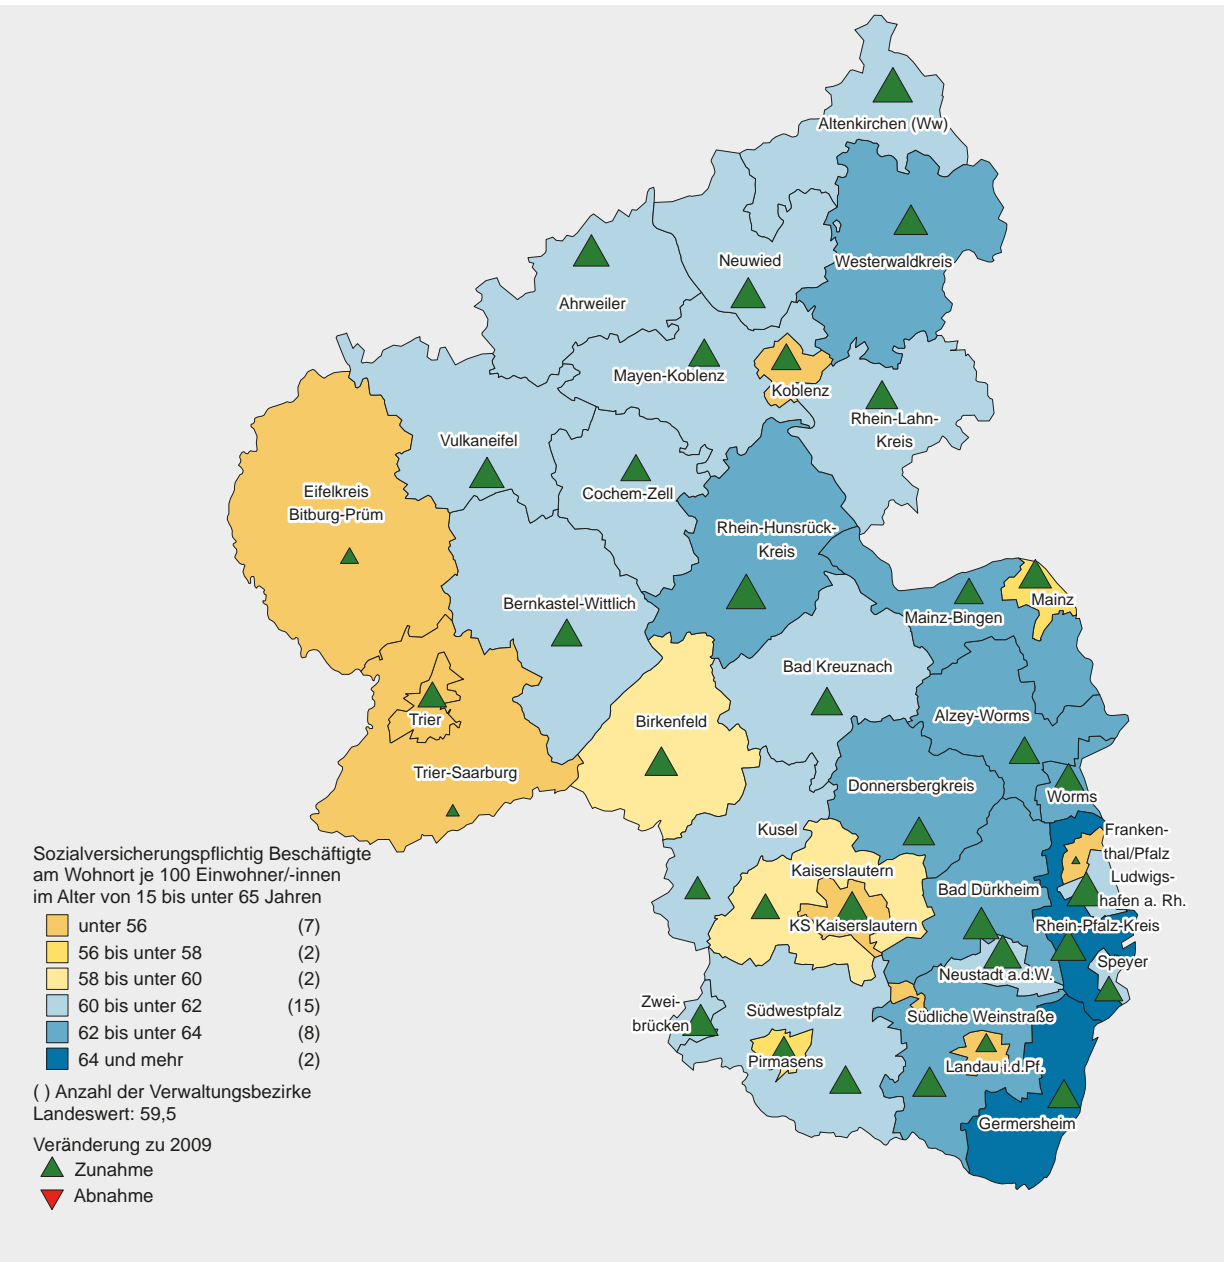 Altenkirchen (Ww)
Neuwied
Westerwaldkreis
Ahrweiler
Mayen-Koblenz
Koblenz
Rhein-Lahn-
Kreis
Vulkaneifel
Cochem-Zell
Eifelkreis
Bitburg-Prüm
Rhein-Hunsrück-
Kreis
Bernkastel-Wittlich
Mainz
Mainz-Bingen
Bad Kreuznach
Trier
Birkenfeld
Alzey-Worms
Trier-Saarburg
Donnersbergkreis
Worms
Kusel
Franken-
thal/Pfalz
Kaiserslautern
Ludwigs-
hafen a. Rh.
Bad Dürkheim
KS Kaiserslautern
Rhein-Pfalz-Kreis
Speyer
Neustadt a.d.W.
Zwei-
brücken
Südwestpfalz
Südliche Weinstraße
Pirmasens
Landau i.d.Pf.
Germersheim
Sozialversicherungspflichtig Beschäftigte
am Wohnort je 100 Einwohner/-innen
im Alter von 15 bis unter 65 Jahren
unter 56 (7)
56 bis unter 58 (2)
58 bis unter 60 (2)
60 bis unter 62 (15)
62 bis unter 64 (8)
64 und mehr (2)
( ) Anzahl der Verwaltungsbezirke
Landeswert: 59,5
Veränderung zu 2009
Zunahme
Abnahme